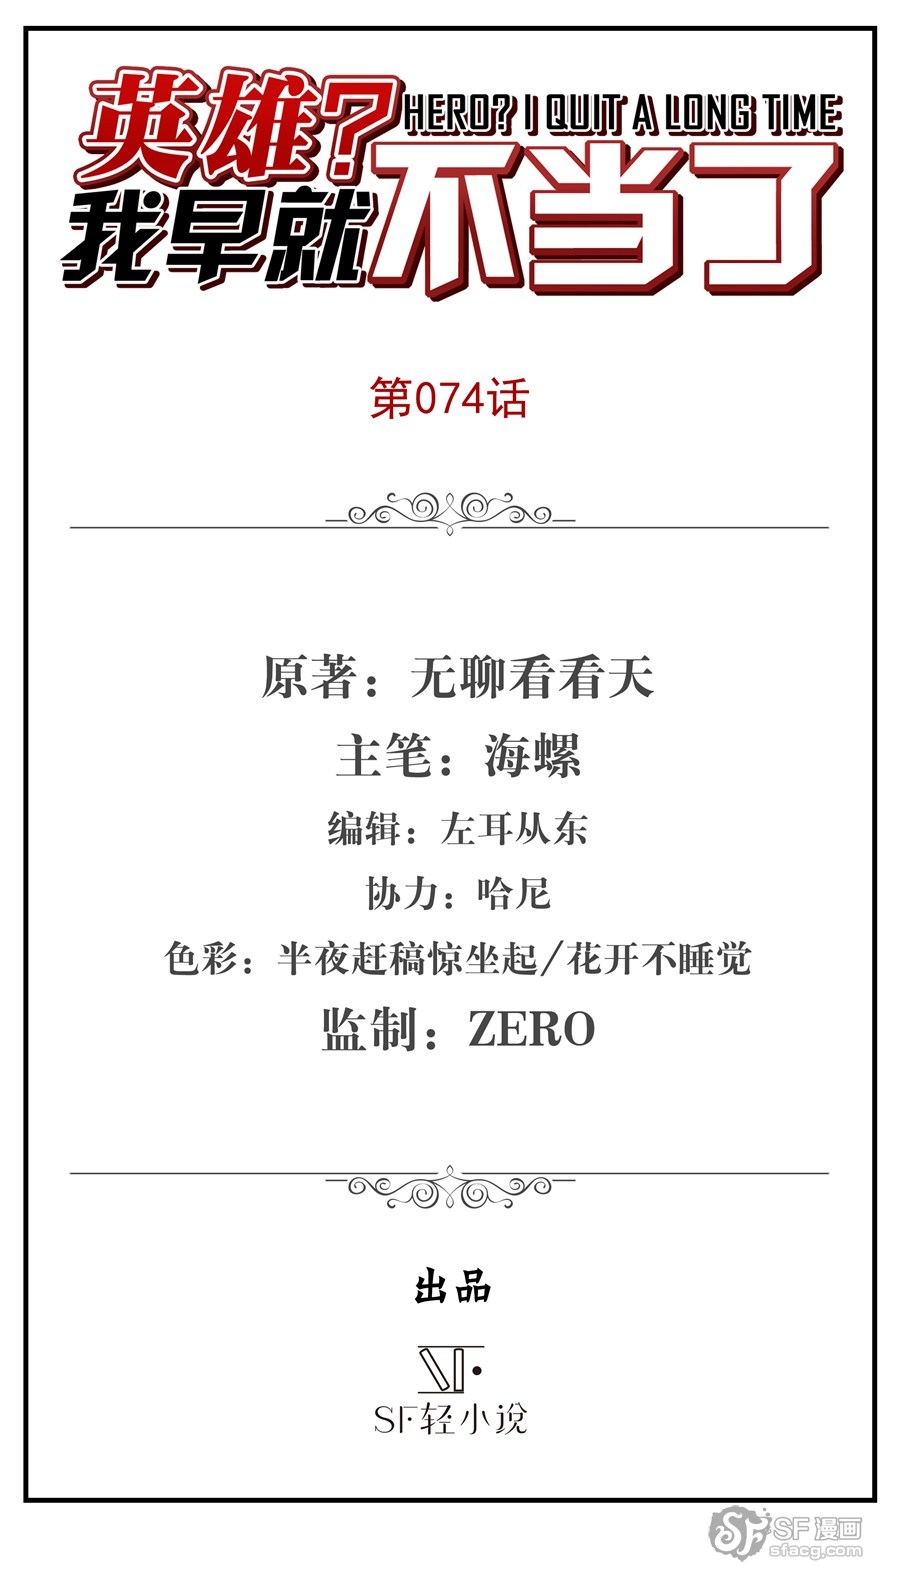 英雄?
HERO? I QUIT A LONG TIME
我早就不当了
第074话
原著：无聊看看天
主笔：海螺
编辑：左耳从东
协力：哈尼
色彩：半夜赶稿惊坐起/花开不睡觉
监制：ZERO
出品
SF轻小说
SF漫画
sfacg.com